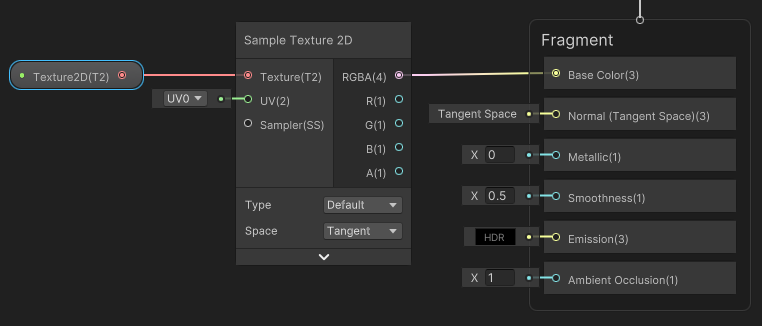 Texture2D(T2)
UV0
Sample Texture 2D
Texture(T2)
RGBA(4)
UV(2)
R(1)
Sampler(SS)
G(1)
B(1)
A(1)
Type
Default
Space
Tangent
Fragment
Base Color(3)
Tangent Space
Normal (Tangent Space)(3)
X 0
Metallic(1)
X 0.5
Smoothness(1)
HDR
Emission(3)
X 1
Ambient Occlusion(1)